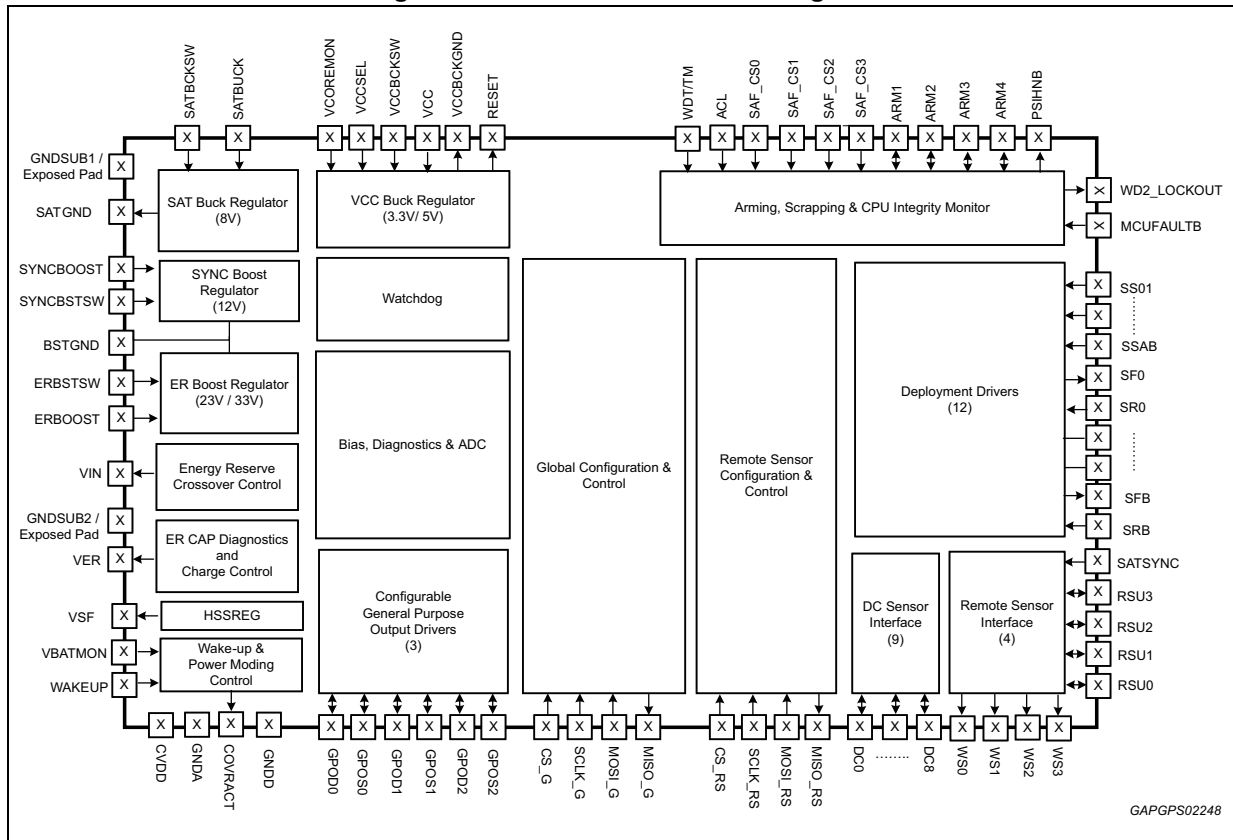 SATBCKSW
SATBUCK
VCOREMON
VCCSEL
VCCBCKSW
VCC
VCCBCKGND
RESET
WDT/TM
ACL
SAF_CS0
SAF_CS1
SAF_CS2
SAF_CS3
ARM1
ARM2
ARM3
ARM4
PSIHNB
X X X X X X X X X X X X X X X X X X X
GNDSUB1 /
Exposed Pad
X
SATGND
X
SAT Buck Regulator
(8V)
VCC Buck Regulator
(3.3V/ 5V)
Arming, Scrapping & CPU Integrity Monitor
X
WD2_LOCKOUT
X
MCUFAULTB
SYNCBOOST
X
SYNCBSTSW
X
SYNC Boost
Regulator
(12V)
Watchdog
BSTGND
X
ERBSTSW
X
ERBOOST
X
ER Boost Regulator
(23V / 33V)
Bias, Diagnostics & ADC
Global Configuration &
Control
Remote Sensor
Configuration &
Control
Deployment Drivers
(12)
X
SS01
X
........
X
SSAB
X
SF0
X
SR0
X
........
X
X
SFB
X
SRB
VIN
X
Energy Reserve
Crossover Control
GNDSUB2 /
Exposed Pad
X
VER
X
ER CAP Diagnostics
and
Charge Control
VSF
X
HSSREG
VBATMON
X
WAKEUP
X
Wake-up &
Power Moding
Control
Configurable
General Purpose
Output Drivers
(3)
DC Sensor
Interface
(9)
Remote Sensor
Interface
(4)
X
SATSYNC
X
RSU3
X
RSU2
X
RSU1
X
RSU0
X X X X X X X X X X X X X X X X X X X X X X X X X
CVDD
GNDA
COVRACT
GNDD
GPOD0
GPOS0
GPOD1
GPOS1
GPOD2
GPOS2
CS_G
SCLK_G
MOSI_G
MISO_G
CS_RS
SCLK_RS
MOSI_RS
MISO_RS
DC0
........
DC8
WS0
WS1
WS2
WS3
GAPGPS02248